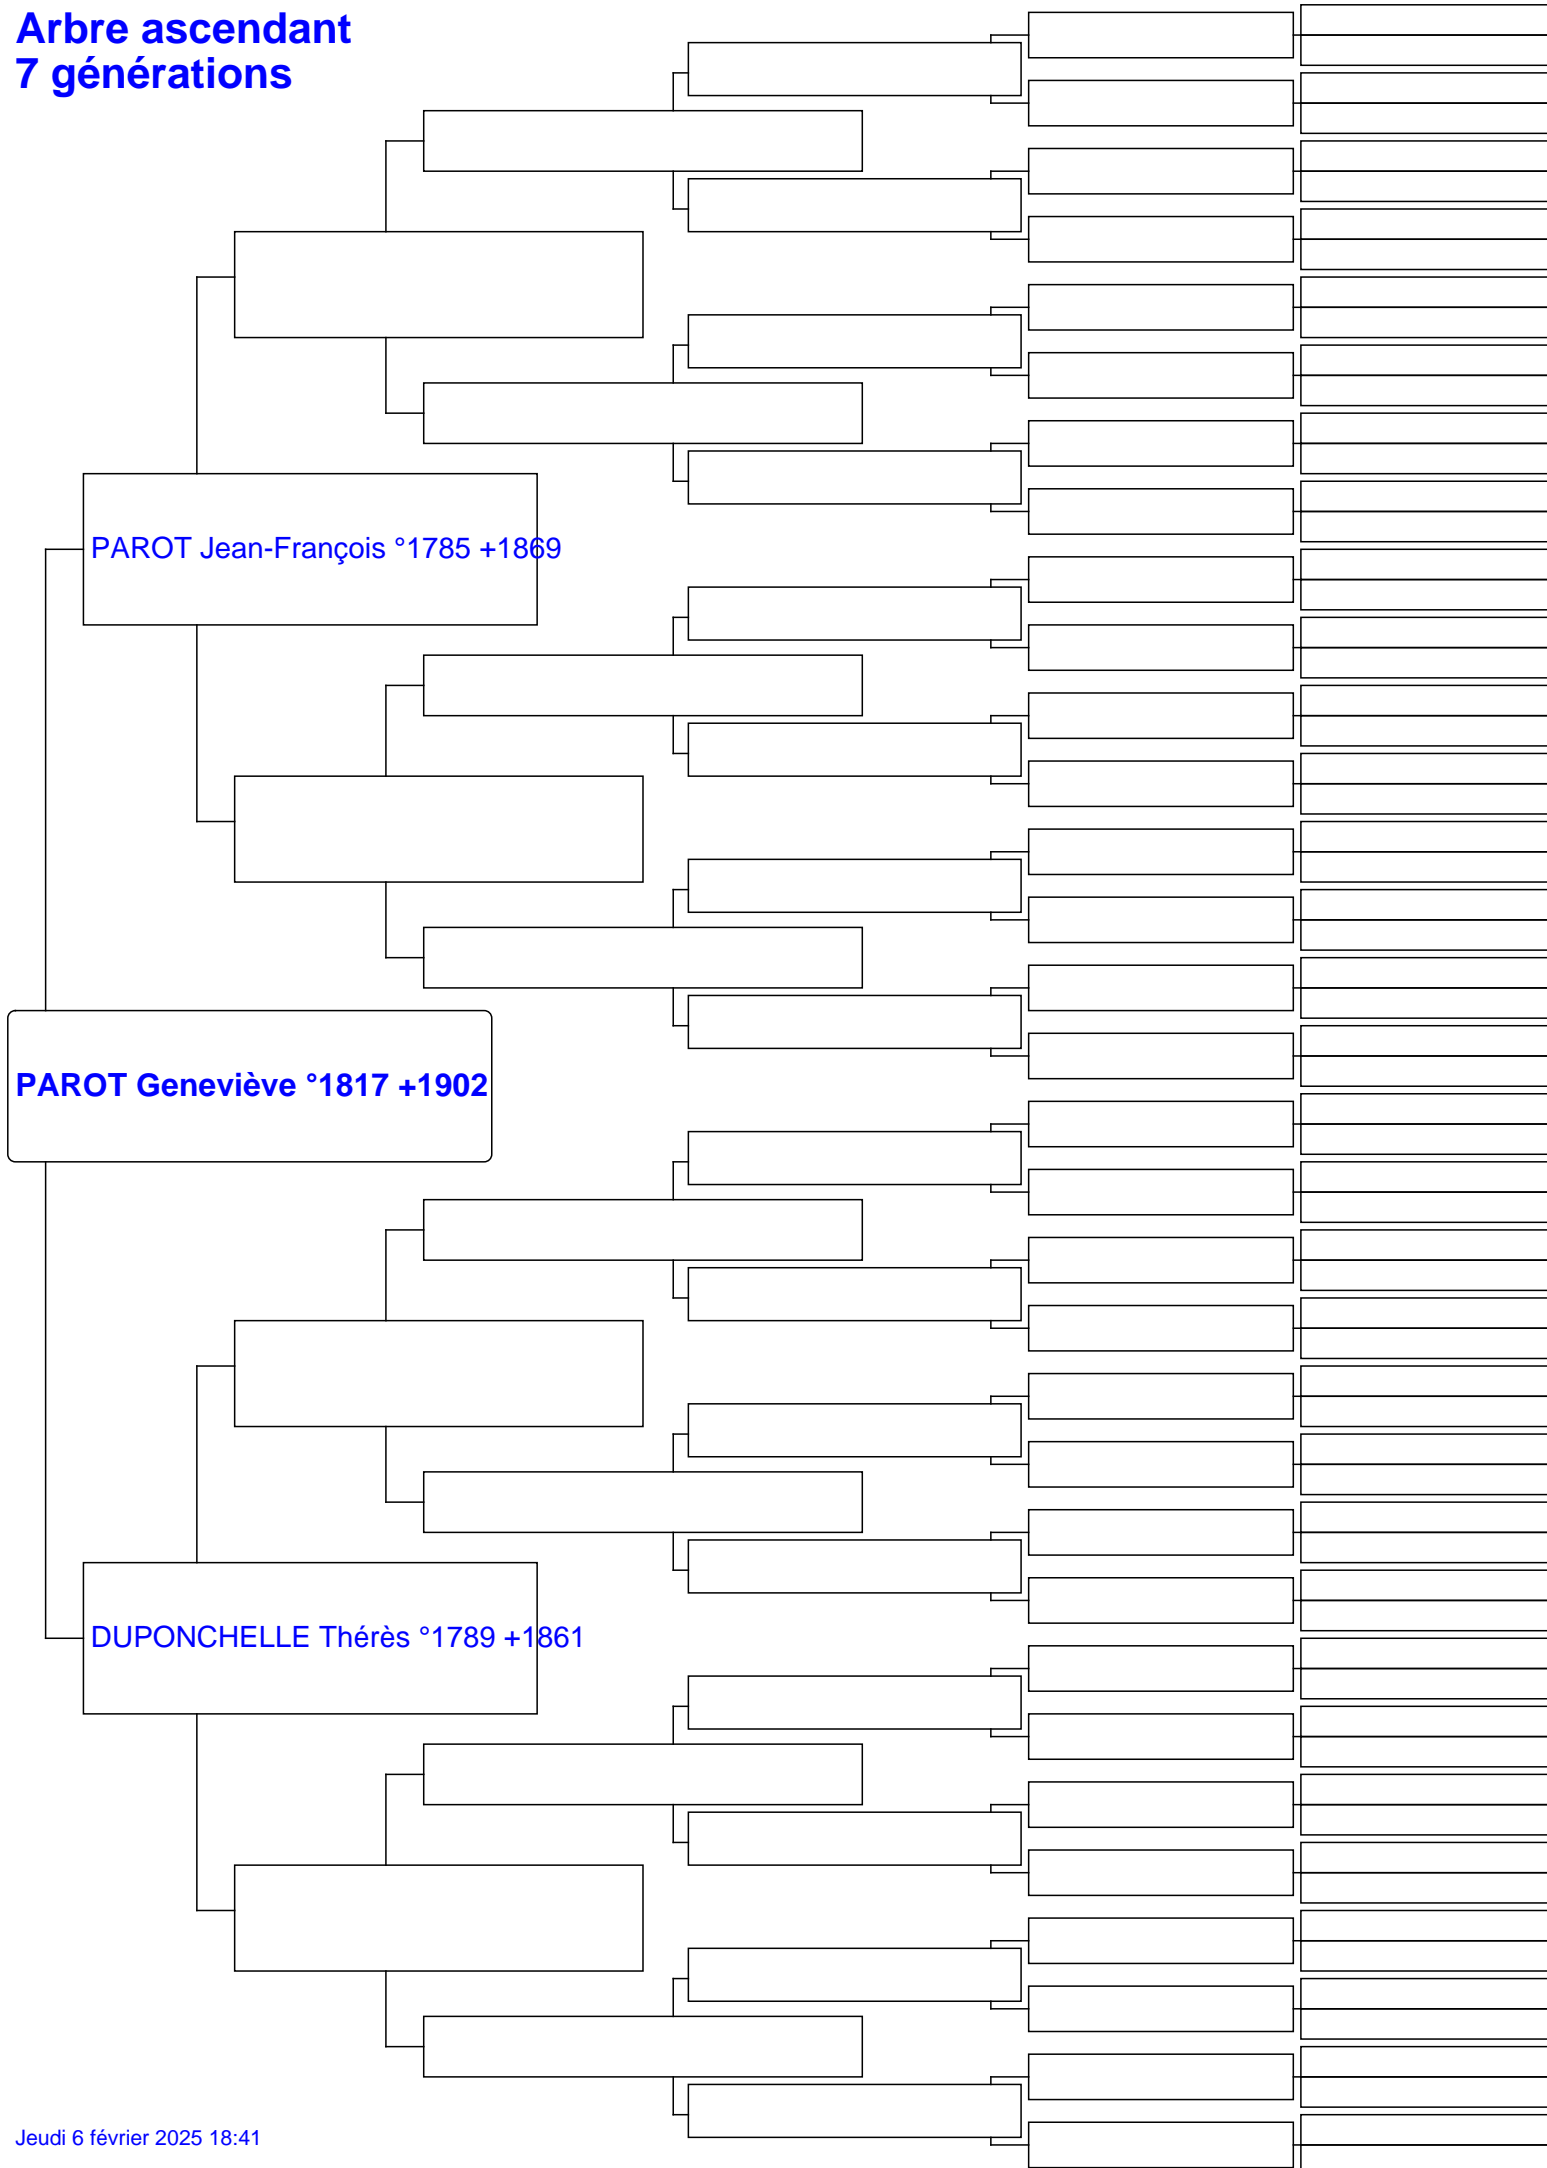 Arbre ascendant
7 générations
PAROT Jean-François °1785 +1869
PAROT Geneviève °1817 +1902
DUPONCHELLE Thérès °1789 +1861
Jeudi 6 février 2025 18:41